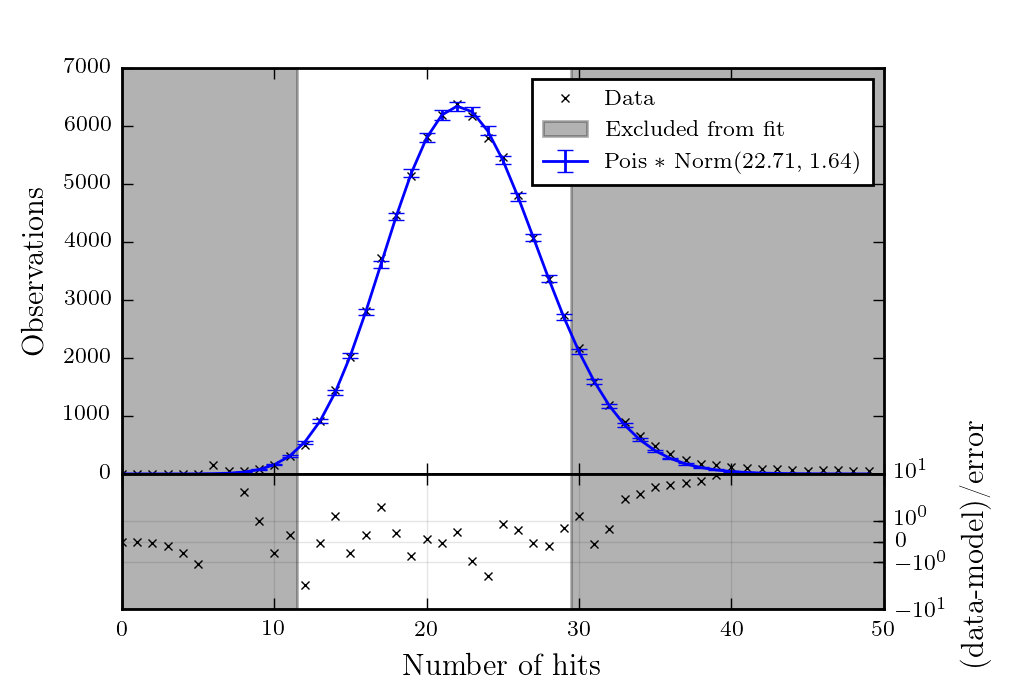 7000
6000
5000
4000
3000
2000
1000
0
Observations
Data
Excluded from fit
Pois ∗ Norm(22.71, 1.64)
10¹
10⁰
0
−10⁰
−10¹
((data-model)/error
0 10 20 30 40 50
Number of hits